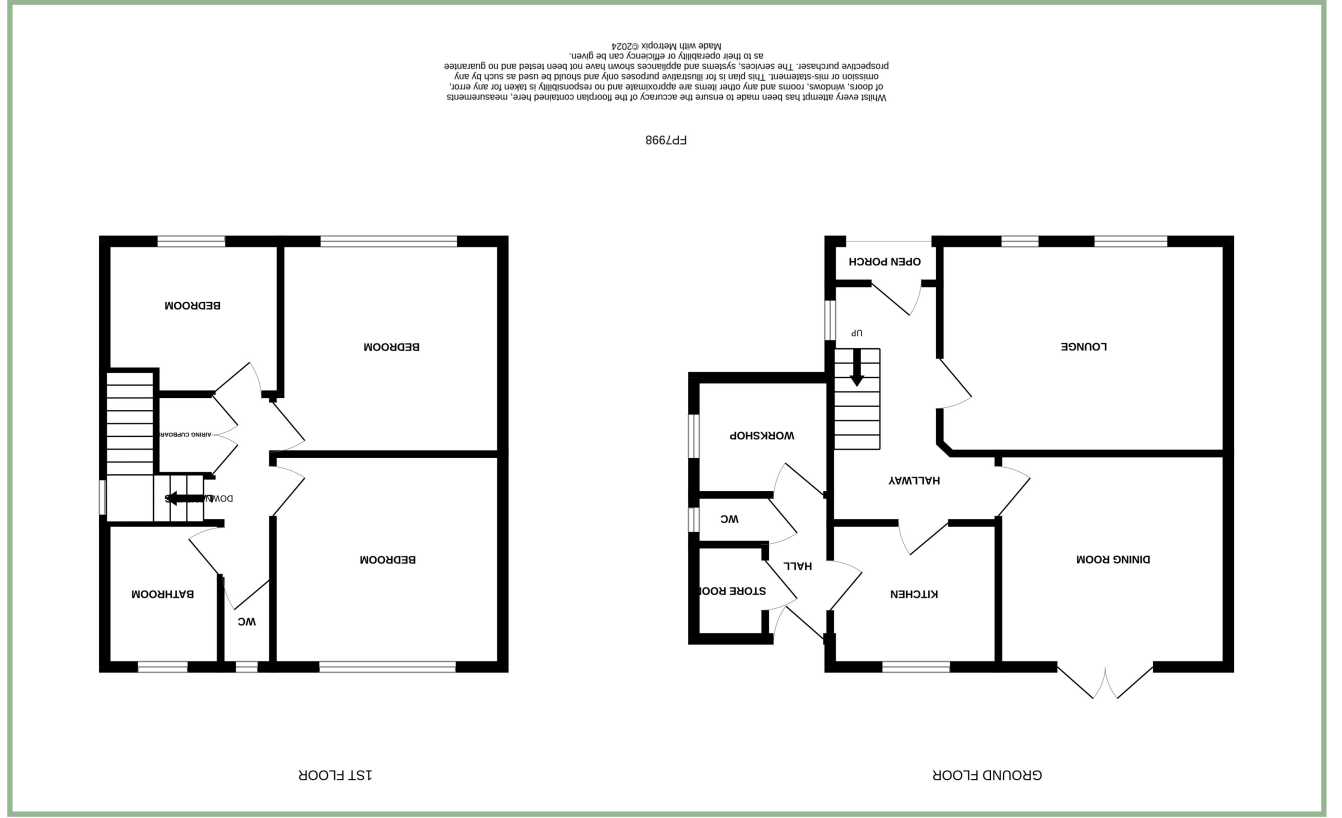 GROUND FLOOR
1ST FLOOR
DINING ROOM
KITCHEN
HALL
STORE ROOM
WC
HALLWAY
WORKSHOP
LOUNGE
UP
OPEN PORCH
WC
BATHROOM
BEDROOM
DOWN
AIRING CUPBOARD
BEDROOM
BEDROOM
FP7998
Whilst every attempt has been made to ensure the accuracy of the floorplan contained here, measurements
of doors, windows, rooms and any other items are approximate and no responsibility is taken for any error,
omission or mis-statement. This plan is for illustrative purposes only and should be used as such by any
prospective purchaser. The services, systems and appliances shown have not been tested and no guarantee
as to their operability or efficiency can be given.
Made with Metropix ©2024